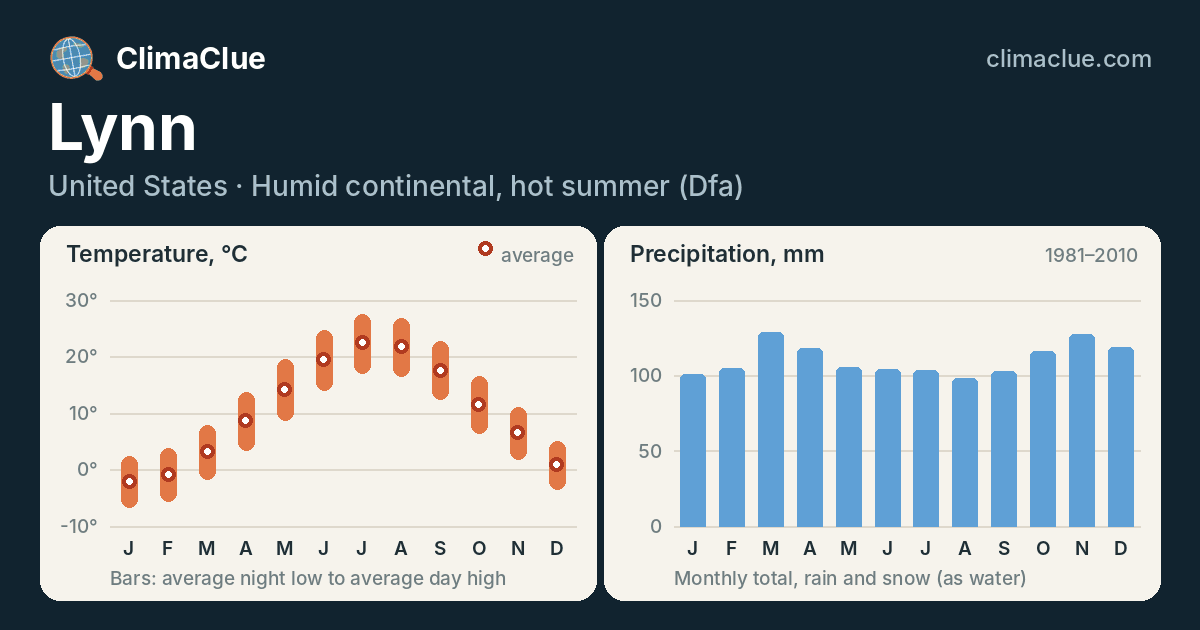 ClimaClue
climaclue.com
Lynn
United States · Humid continental, hot summer (Dfa)
Temperature, °C
average
30°
20°
10°
0°
-10°
J F M A M J J A S O N D
Bars: average night low to average day high
Precipitation, mm
1981–2010
150
100
50
0
J F M A M J J A S O N D
Monthly total, rain and snow (as water)